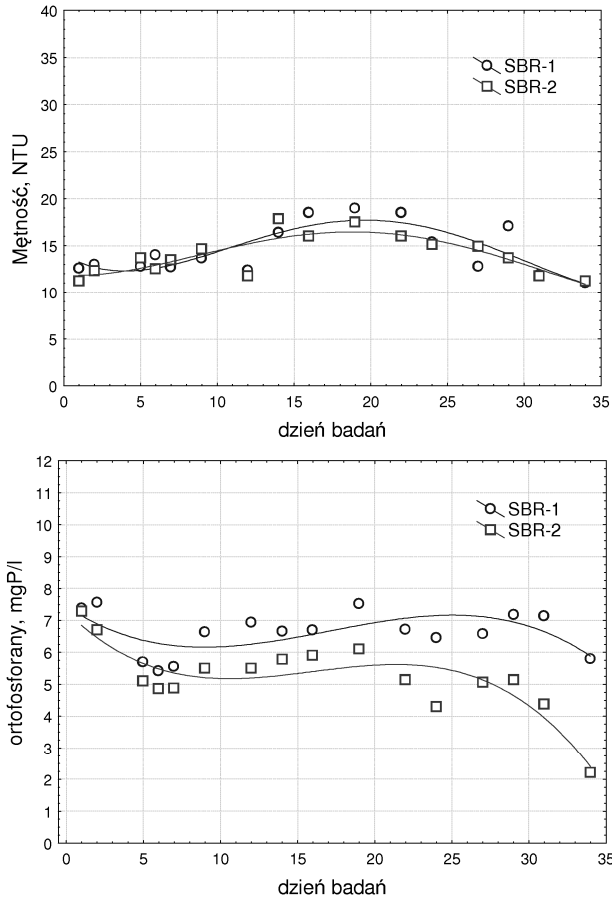 40
35
30
25
20
15
10
5
0
Mętność, NTU
SBR-1
SBR-2
0 5 10 15 20 25 30 35
dzień badań
12
11
10
9
8
7
6
5
4
3
2
1
0
ortofosforany, mgP/l
SBR-1
SBR-2
0 5 10 15 20 25 30 35
dzień badań